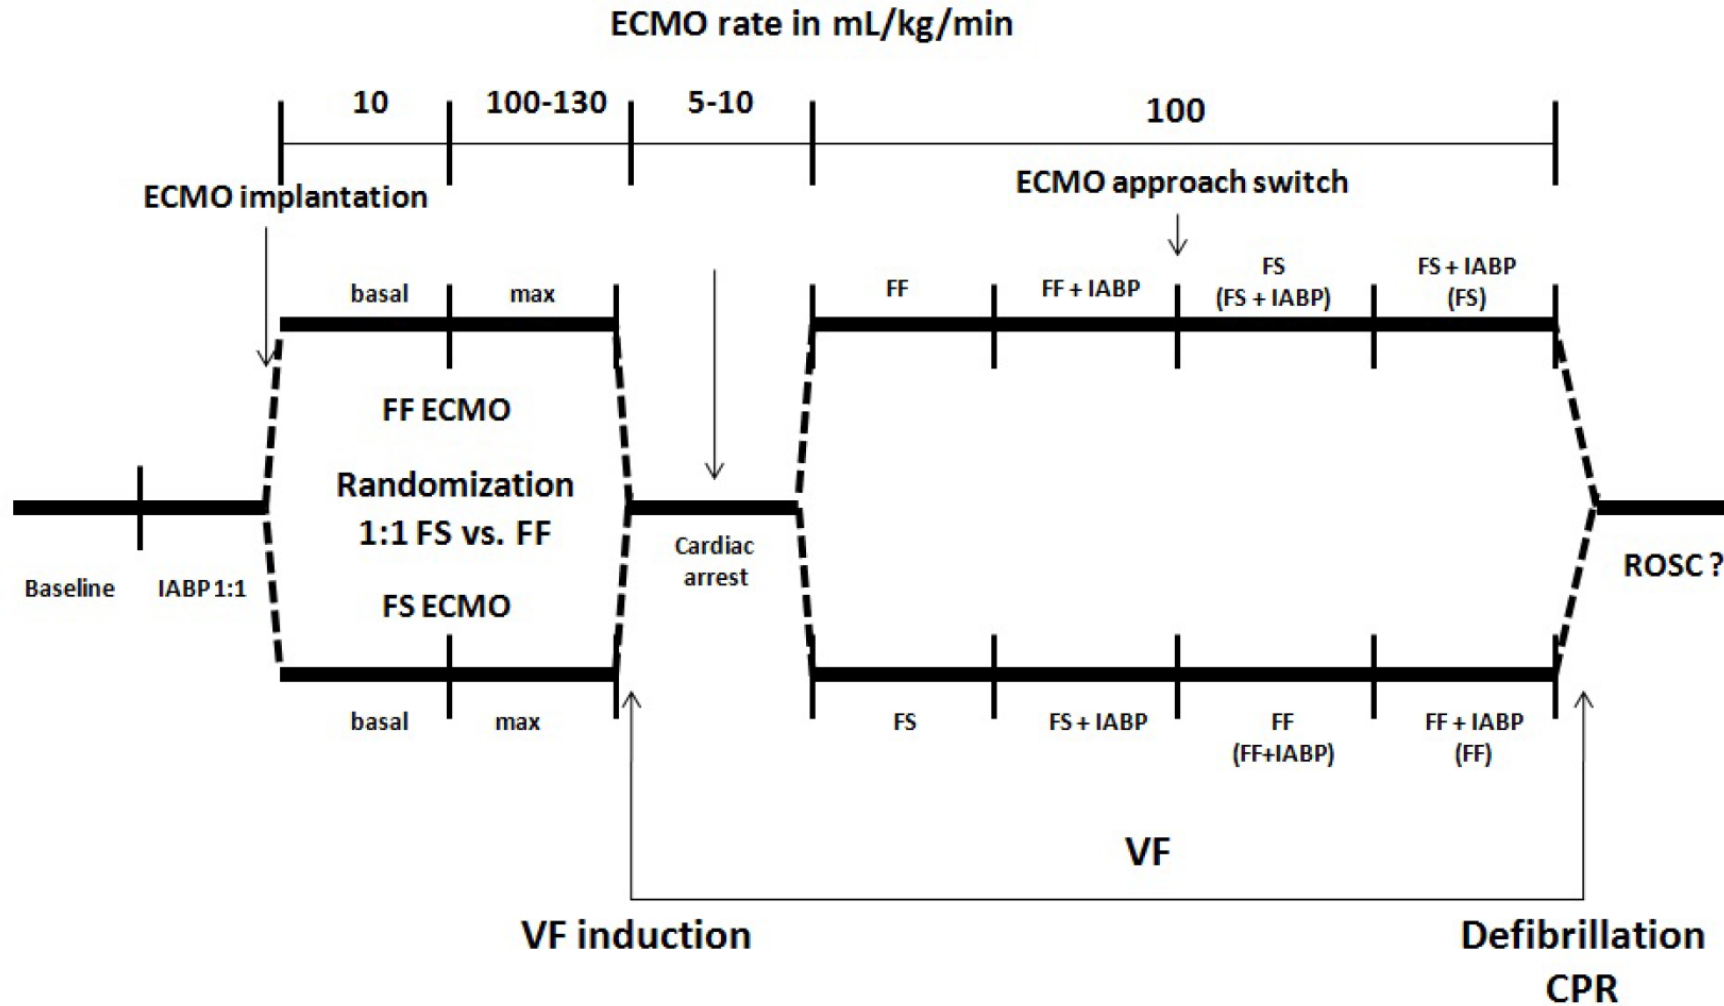 ECMO rate in mL/kg/min
10
100-130
5-10
100
ECMO implantation
ECMO approach switch
basal
max
FF
FF + IABP
FS
(FS + IABP)
FS + IABP
(FS)
FF ECMO
Randomization
1:1 FS vs. FF
FS ECMO
Baseline
IABP 1:1
Cardiac
arrest
ROSC ?
basal
max
FS
FS + IABP
FF
(FF+IABP)
FF + IABP
(FF)
VF
VF induction
Defibrillation
CPR